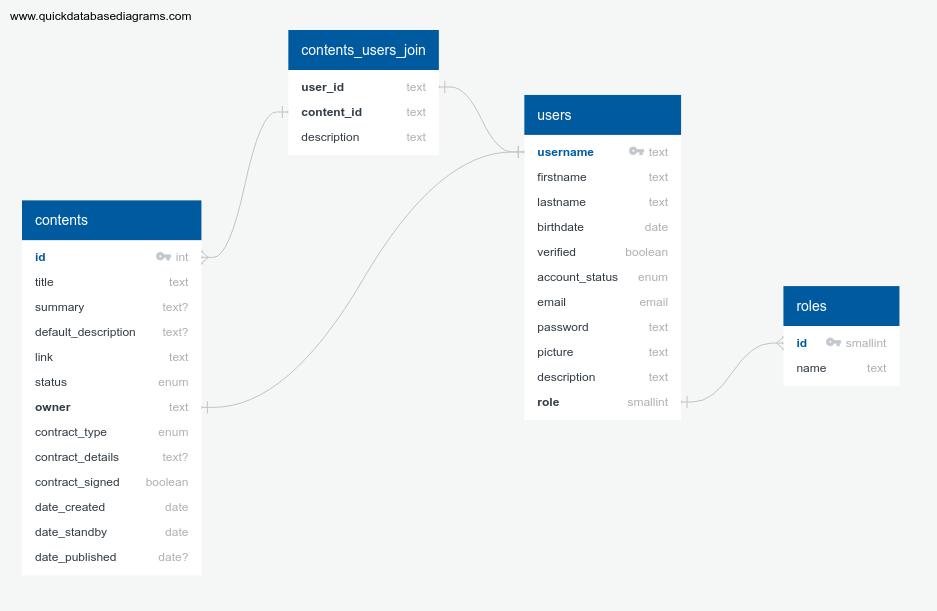 www.quickdatabasediagrams.com
contents_users_join
user_id text
content_id text
description text
users
username text
firstname text
lastname text
birthdate date
verified boolean
account_status enum
email email
password text
picture text
description text
role smallint
contents
id int
title text
summary text?
default_description text?
link text
status enum
owner text
contract_type enum
contract_details text?
contract_signed boolean
date_created date
date_standby date
date_published date?
roles
id smallint
name text